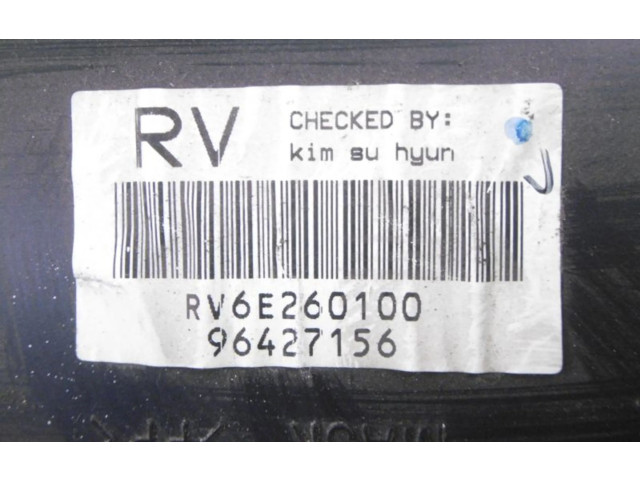 RV
CHECKED BY:
kim su hyun
RV6E260100
96427156